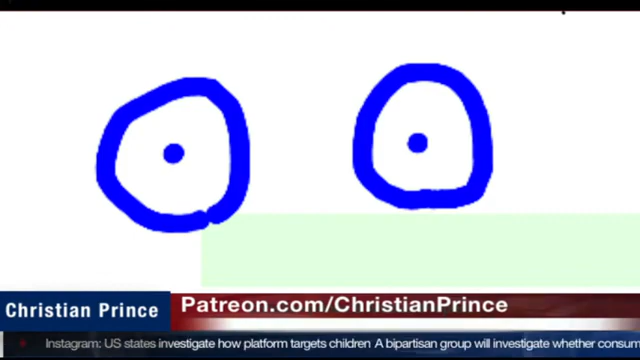 Christian Prince
Patreon.com/ChristianPrince
Instagram: US states investigate how platform targets children A bipartisan group will investigate whether consum